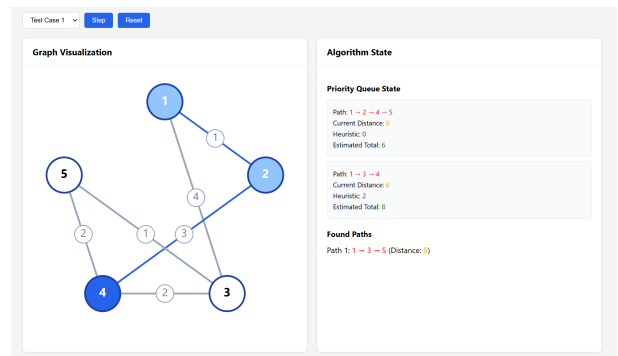 Test Case 1
Step
Reset
Graph Visualization
1
1
5
2
4
2
1
3
4
2
3
Algorithm State
Priority Queue State
Path: 1 → 2 → 4 → 5
Current Distance: 6
Heuristic: 0
Estimated Total: 6
Path: 1 → 3 → 4
Current Distance: 6
Heuristic: 2
Estimated Total: 8
Found Paths
Path 1: 1 → 3 → 5 (Distance: 5)